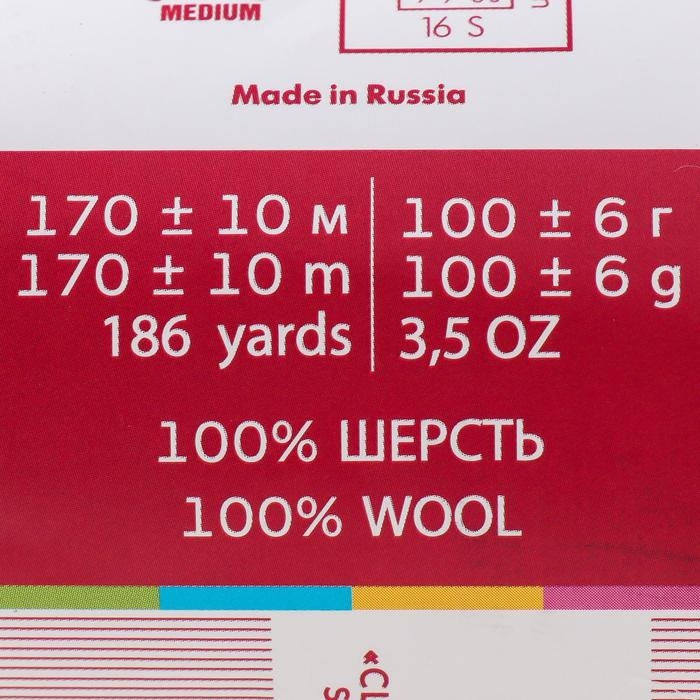 MEDIUM
16 S
Made in Russia
170 ± 10 м
170 ± 10 m
186 yards
100 ± 6 г
100 ± 6 g
3,5 OZ
100% ШЕРСТЬ
100% WOOL